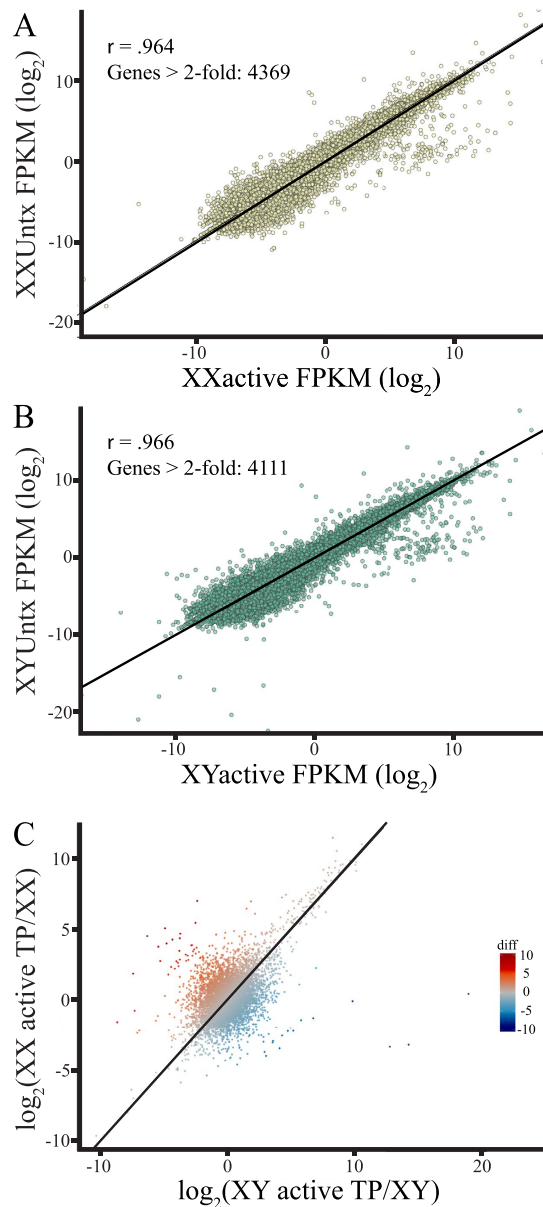 A
r = .964
Genes > 2-fold: 4369
XXUntx FPKM (log2)
10
0
-10
-20
-10
0
10
XXactive FPKM (log2)
B
r = .966
Genes > 2-fold: 4111
XYUntx FPKM (log2)
10
0
-10
-20
-10
0
10
XYactive FPKM (log2)
C
log2(XX active TP/XX)
10
5
0
-5
-10
diff
10
5
0
-5
-10
-10
0
10
20
log2(XY active TP/XY)